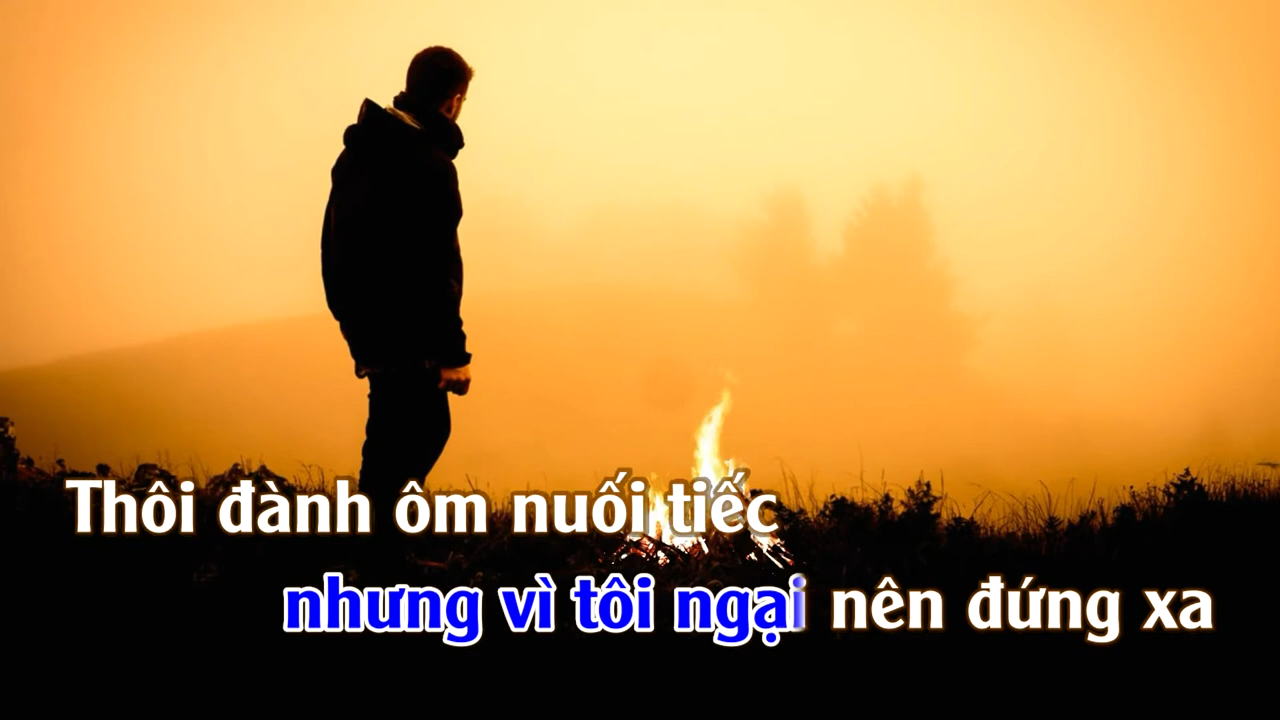 Thôi đành ôm nuối tiếc
nhưng vì tôi ngại nên đứng xa